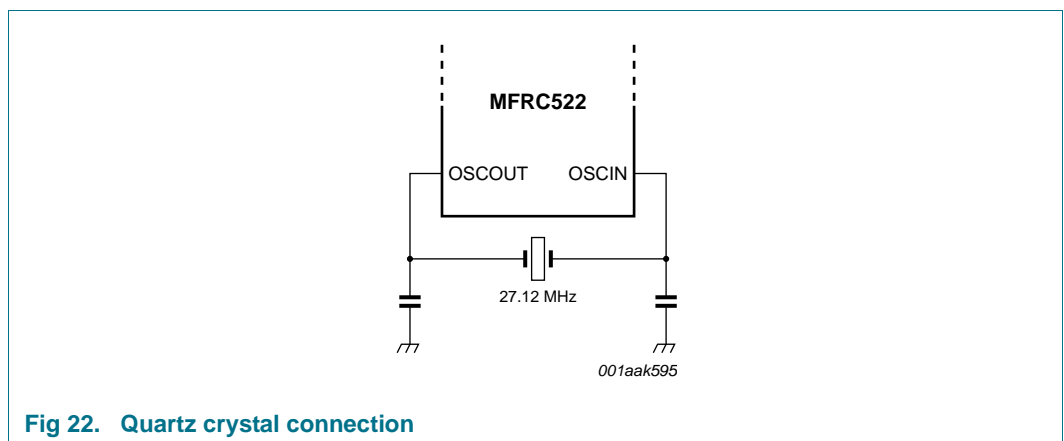 MFRC522
OSCOUT OSCIN
27.12 MHz
001aak595
Fig 22. Quartz crystal connection